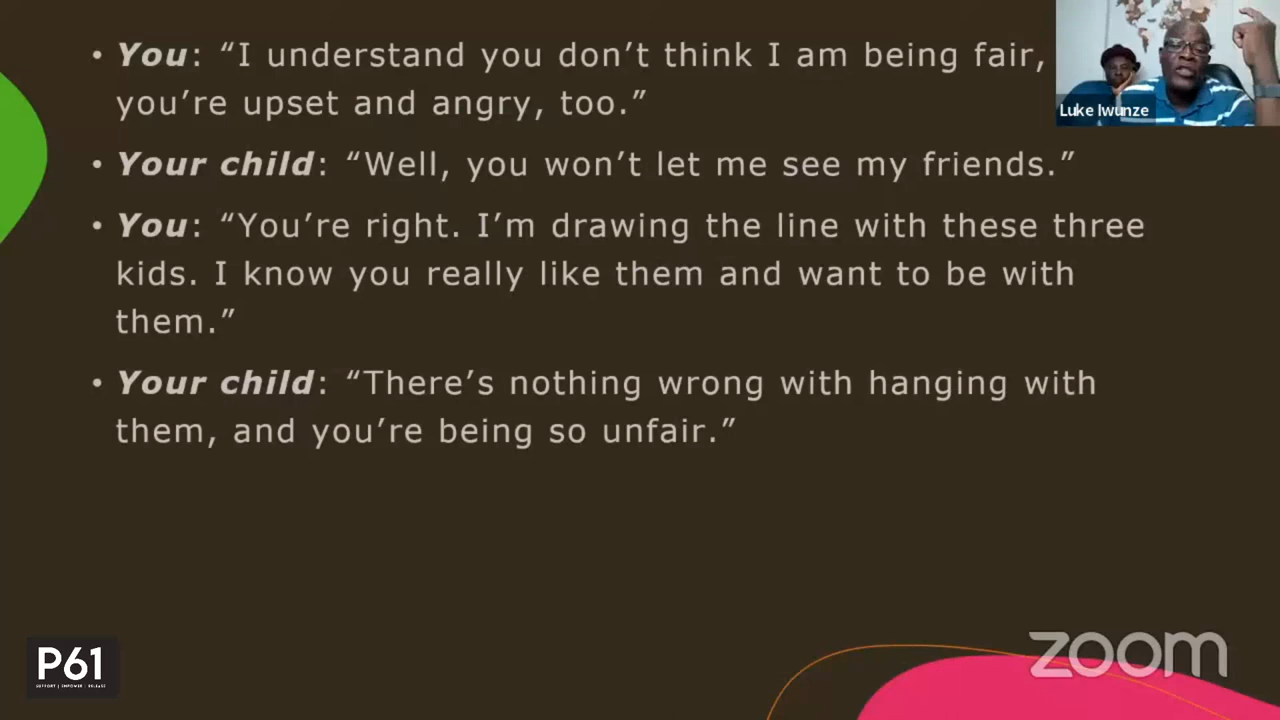 • You: “I understand you don’t think I am being fair,
you’re upset and angry, too.”
• Your child: “Well, you won’t let me see my friends.”
• You: “You’re right. I’m drawing the line with these three
kids. I know you really like them and want to be with
them.”
• Your child: “There’s nothing wrong with hanging with
them, and you’re being so unfair.”
Luke Iwunze
P61
SUPPORT | EMPOWER | RELEASE
zoom